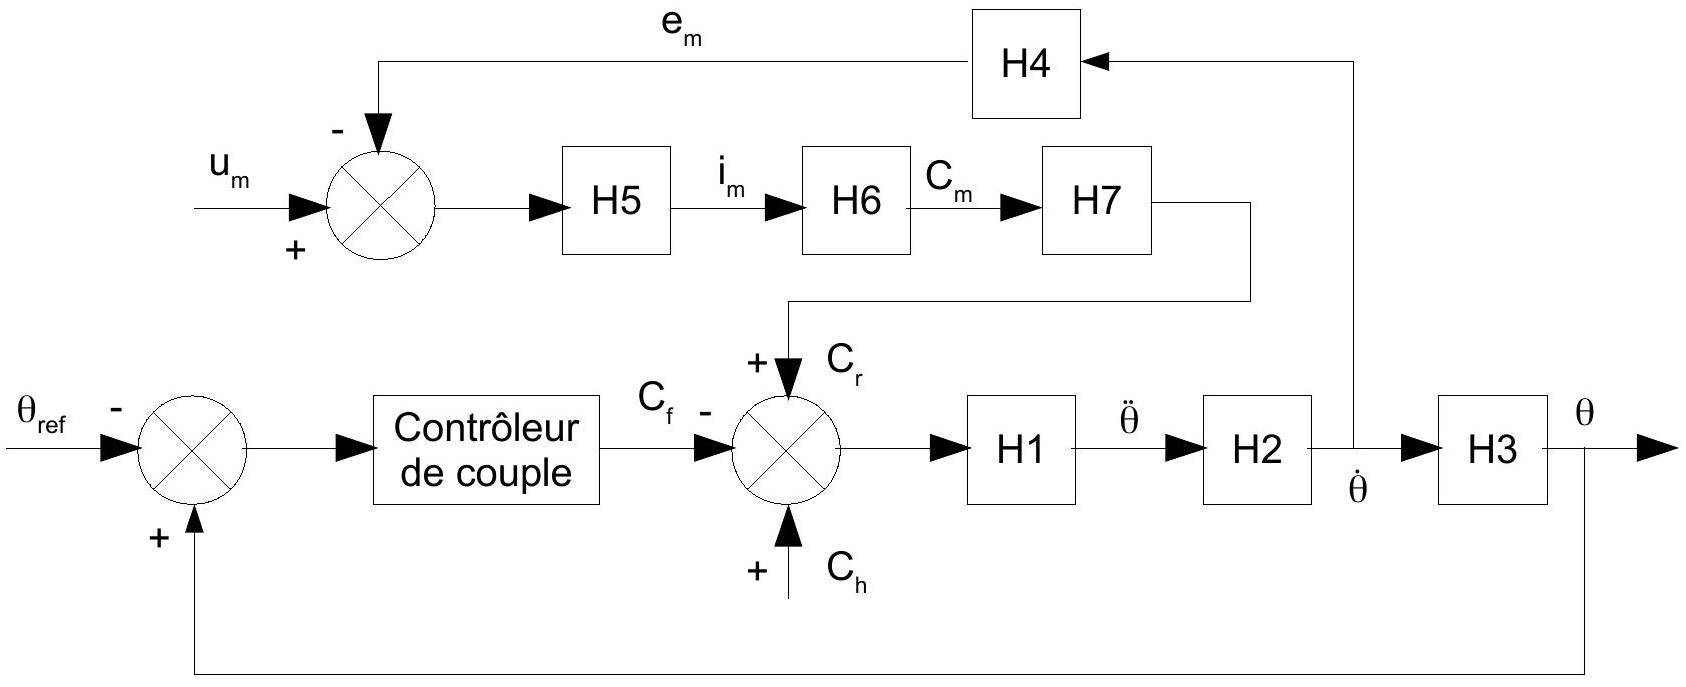 e_m
H4
-
u_m
+
H5
i_m
H6
C_m
H7
+
C_r
θ_ref
-
Contrôleur
de couple
C_f
-
H1
θ̈
H2
θ̇
H3
θ
+
+
C_h